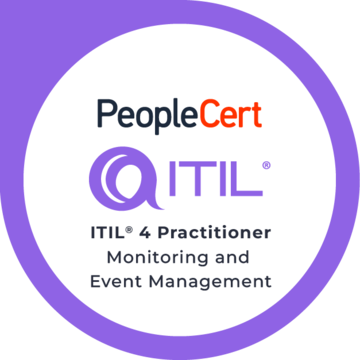 PeopleCert
ITIL®
ITIL® 4 Practitioner
Monitoring and
Event Management